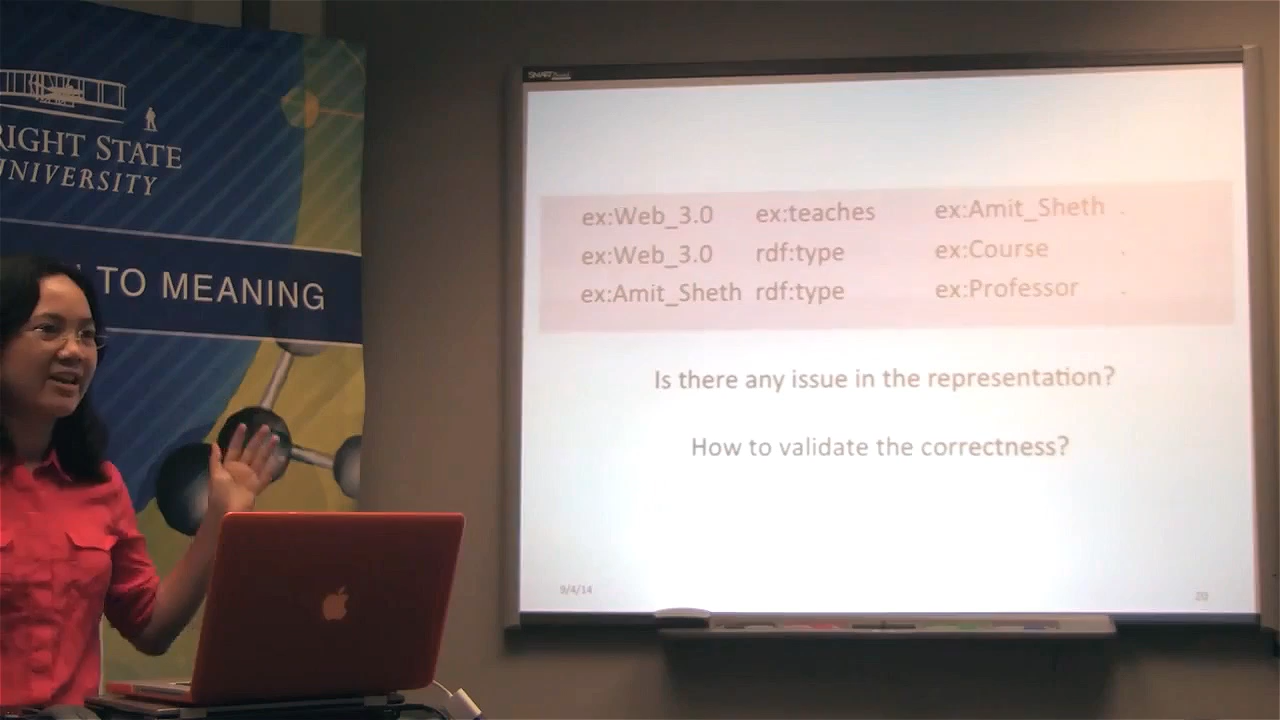 RIGHT STATE
UNIVERSITY
TO MEANING
SMART
ex:Web_3.0 ex:teaches ex:Amit_Sheth .
ex:Web_3.0 rdf:type ex:Course .
ex:Amit_Sheth rdf:type ex:Professor .
Is there any issue in the representation?
How to validate the correctness?
9/4/14
20